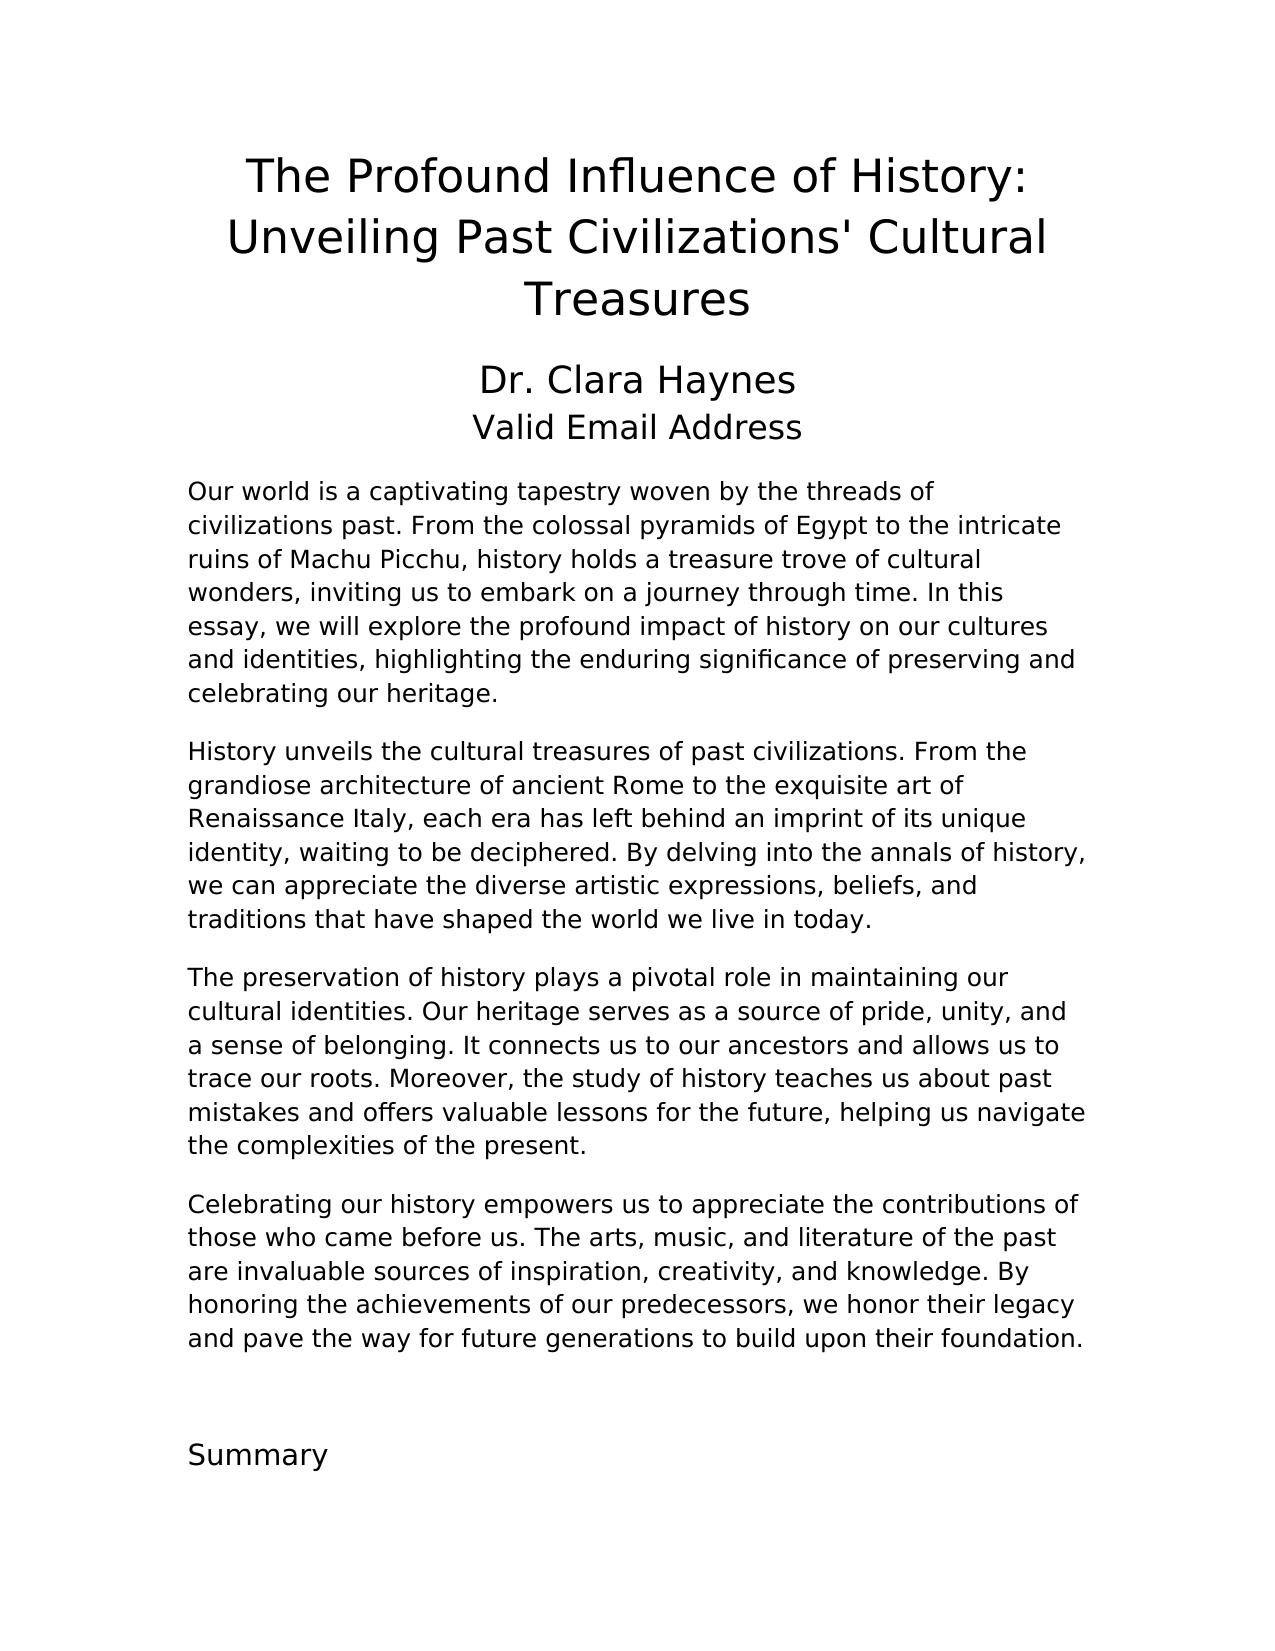 The Profound Influence of History:
Unveiling Past Civilizations' Cultural
Treasures
Dr. Clara Haynes
Valid Email Address
Our world is a captivating tapestry woven by the threads of
civilizations past. From the colossal pyramids of Egypt to the intricate
ruins of Machu Picchu, history holds a treasure trove of cultural
wonders, inviting us to embark on a journey through time. In this
essay, we will explore the profound impact of history on our cultures
and identities, highlighting the enduring significance of preserving and
celebrating our heritage.
History unveils the cultural treasures of past civilizations. From the
grandiose architecture of ancient Rome to the exquisite art of
Renaissance Italy, each era has left behind an imprint of its unique
identity, waiting to be deciphered. By delving into the annals of history,
we can appreciate the diverse artistic expressions, beliefs, and
traditions that have shaped the world we live in today.
The preservation of history plays a pivotal role in maintaining our
cultural identities. Our heritage serves as a source of pride, unity, and
a sense of belonging. It connects us to our ancestors and allows us to
trace our roots. Moreover, the study of history teaches us about past
mistakes and offers valuable lessons for the future, helping us navigate
the complexities of the present.
Celebrating our history empowers us to appreciate the contributions of
those who came before us. The arts, music, and literature of the past
are invaluable sources of inspiration, creativity, and knowledge. By
honoring the achievements of our predecessors, we honor their legacy
and pave the way for future generations to build upon their foundation.
Summary